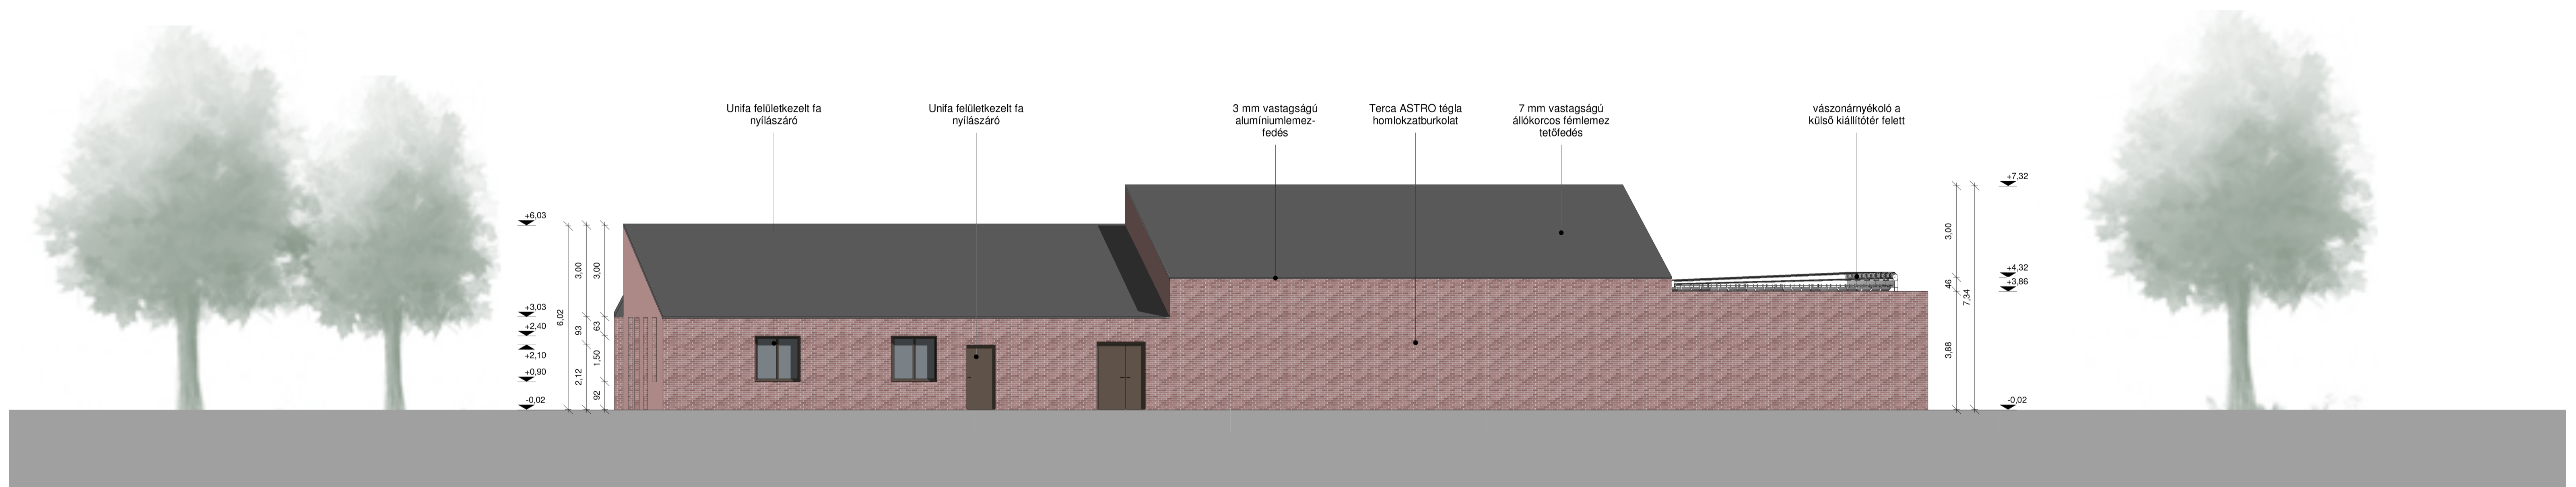 Unifa felületkezelt fa
nyílászáró
Unifa felületkezelt fa
nyílászáró
3 mm vastagságú
alumíniumlemez-
fedés
Terca ASTRO tégla
homlokzatburkolat
7 mm vastagságú
állókorcos fémlemez
tetőfedés
vászonárnyékoló a
külső kiállítótér felett
+6,03
+3,03
+2,40
+2,10
+0,90
-0,02
6,02
3,00
93
2,12
3,00
63
1,50
92
3,00
46
3,88
7,34
+7,32
+4,32
+3,86
-0,02